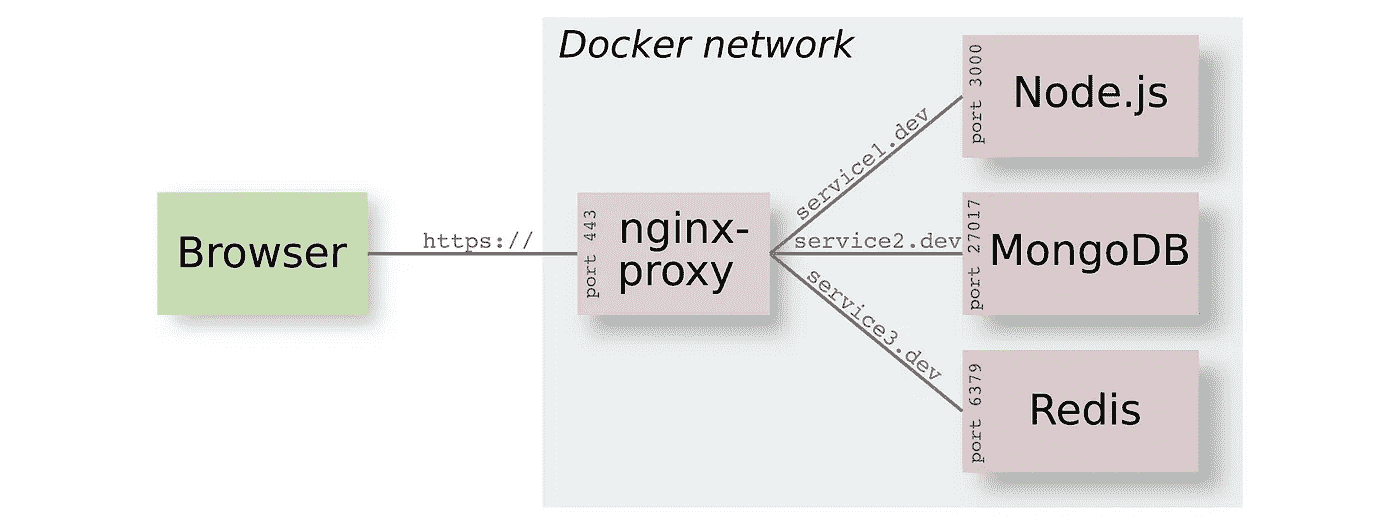 Docker network
Browser
https://
port 443
nginx-
proxy
service1.dev
service2.dev
service3.dev
port 3000
Node.js
port 27017
MongoDB
port 6379
Redis